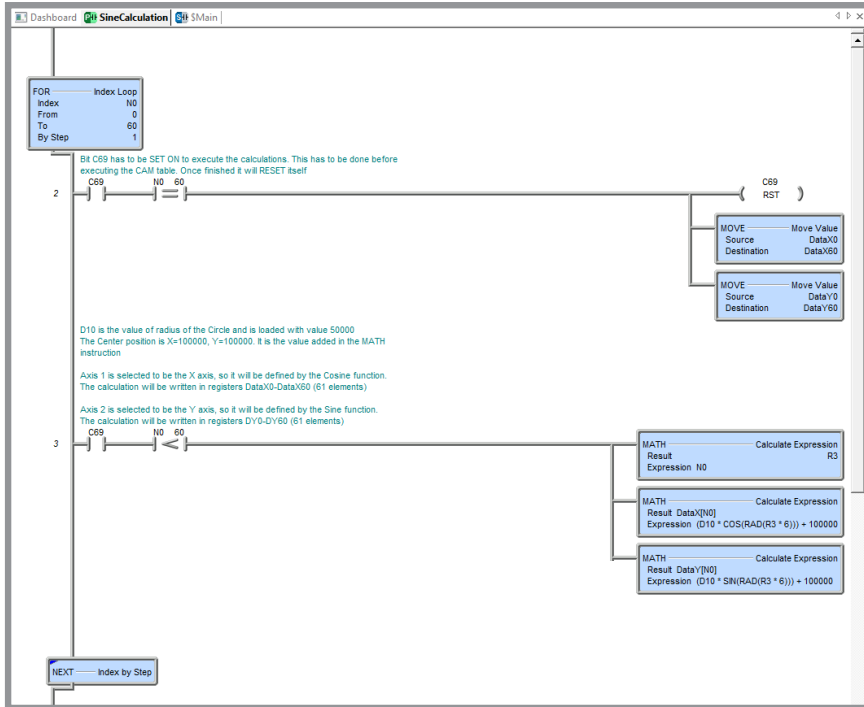 Dashboard SineCalculation $Main
FOR Index Loop
Index N0
From 0
To 60
By Step 1
Bit C69 has to be SET ON to execute the calculations. This has to be done before
executing the CAM table. Once finished it will RESET itself
C69 N0 60 C69
2 RST
MOVE Move Value
Source DataX0
Destination DataX60
MOVE Move Value
Source DataY0
Destination DataY60
D10 is the value of radius of the Circle and is loaded with value 50000
The Center position is X=100000, Y=100000. It is the value added in the MATH
instruction
Axis 1 is selected to be the X axis, so it will be defined by the Cosine function.
The calculation will be written in registers DataX0-DataX60 (61 elements)
Axis 2 is selected to be the Y axis, so it will be defined by the Sine function.
The calculation will be written in registers DY0-DY60 (61 elements)
C69 N0 60
3 <
MATH Calculate Expression
Result R3
Expression N0
MATH Calculate Expression
Result DataX[N0]
Expression (D10 * COS(RAD(R3 * 6))) + 100000
MATH Calculate Expression
Result DataY[N0]
Expression (D10 * SIN(RAD(R3 * 6))) + 100000
NEXT Index by Step